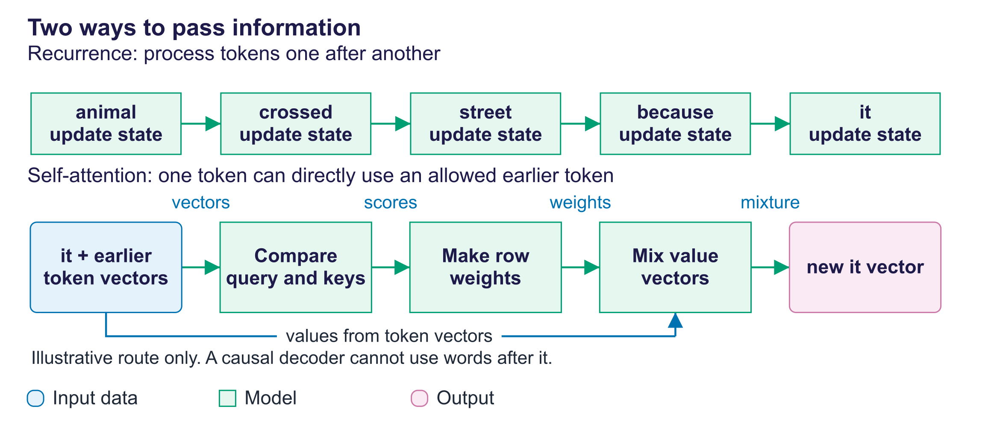 Two ways to pass information
Recurrence: process tokens one after another
animal
update state
crossed
update state
street
update state
because
update state
it
update state
Self-attention: one token can directly use an allowed earlier token
vectors
scores
weights
mixture
it + earlier
token vectors
Compare
query and keys
Make row
weights
Mix value
vectors
new it vector
values from token vectors
Illustrative route only. A causal decoder cannot use words after it.
Input data
Model
Output